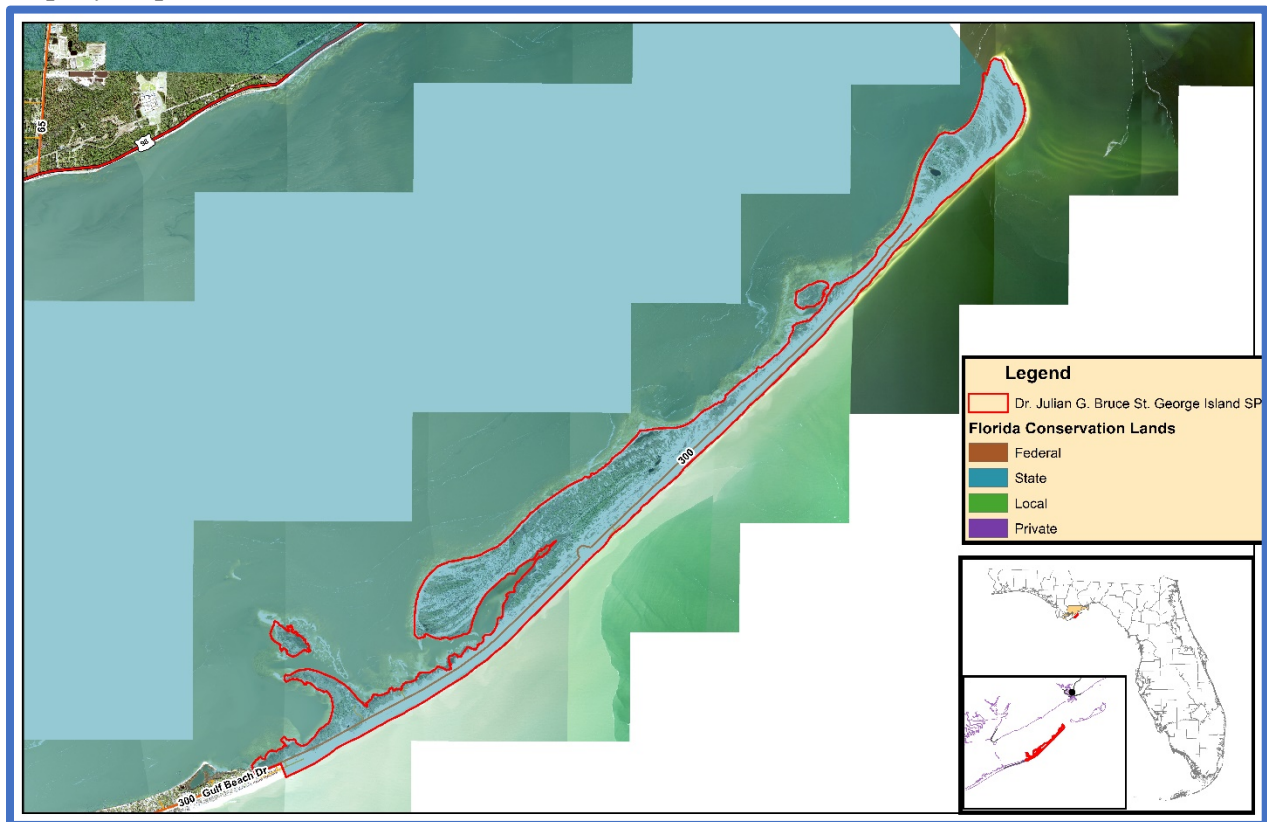 65
98
300
300 Gulf Beach Dr
Legend
Dr. Julian G. Bruce St. George Island SP
Florida Conservation Lands
Federal
State
Local
Private